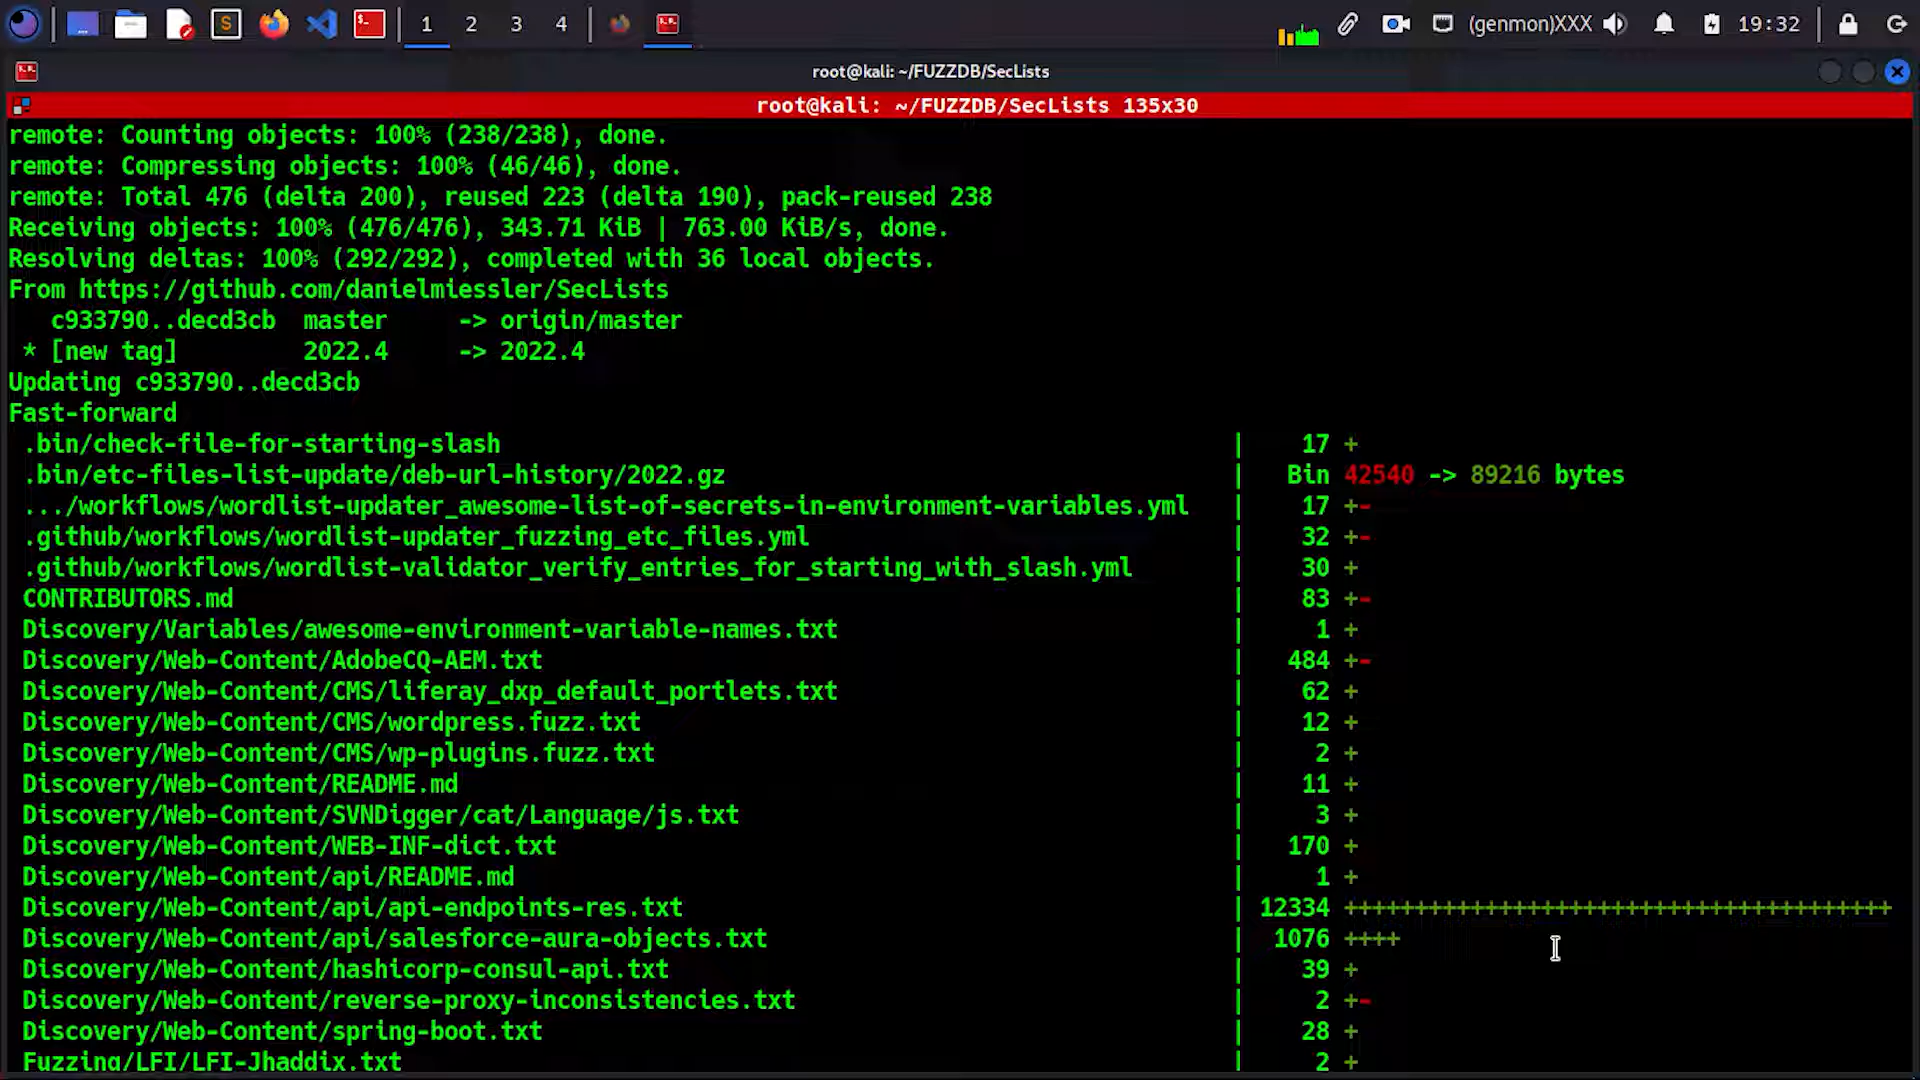 1 2 3 4 (genmon)XXX 19:32
root@kali: ~/FUZZDB/SecLists
root@kali: ~/FUZZDB/SecLists 135x30
remote: Counting objects: 100% (238/238), done.
remote: Compressing objects: 100% (46/46), done.
remote: Total 476 (delta 200), reused 223 (delta 190), pack-reused 238
Receiving objects: 100% (476/476), 343.71 KiB | 763.00 KiB/s, done.
Resolving deltas: 100% (292/292), completed with 36 local objects.
From https://github.com/danielmiessler/SecLists
   c933790..decd3cb  master     -> origin/master
 * [new tag]         2022.4     -> 2022.4
Updating c933790..decd3cb
Fast-forward
 .bin/check-file-for-starting-slash | 17 +
 .bin/etc-files-list-update/deb-url-history/2022.gz | Bin 42540 -> 89216 bytes
 .../workflows/wordlist-updater_awesome-list-of-secrets-in-environment-variables.yml | 17 +-
 .github/workflows/wordlist-updater_fuzzing_etc_files.yml | 32 +-
 .github/workflows/wordlist-validator_verify_entries_for_starting_with_slash.yml | 30 +
 CONTRIBUTORS.md | 83 +-
 Discovery/Variables/awesome-environment-variable-names.txt | 1 +
 Discovery/Web-Content/AdobeCQ-AEM.txt | 484 +-
 Discovery/Web-Content/CMS/liferay_dxp_default_portlets.txt | 62 +
 Discovery/Web-Content/CMS/wordpress.fuzz.txt | 12 +
 Discovery/Web-Content/CMS/wp-plugins.fuzz.txt | 2 +
 Discovery/Web-Content/README.md | 11 +
 Discovery/Web-Content/SVNDigger/cat/Language/js.txt | 3 +
 Discovery/Web-Content/WEB-INF-dict.txt | 170 +
 Discovery/Web-Content/api/README.md | 1 +
 Discovery/Web-Content/api/api-endpoints-res.txt | 12334 +++++++++++++++++++++++++++++++++++++++
 Discovery/Web-Content/api/salesforce-aura-objects.txt | 1076 ++++
 Discovery/Web-Content/hashicorp-consul-api.txt | 39 +
 Discovery/Web-Content/reverse-proxy-inconsistencies.txt | 2 +-
 Discovery/Web-Content/spring-boot.txt | 28 +
 Fuzzing/LFI/LFI-Jhaddix.txt | 2 +